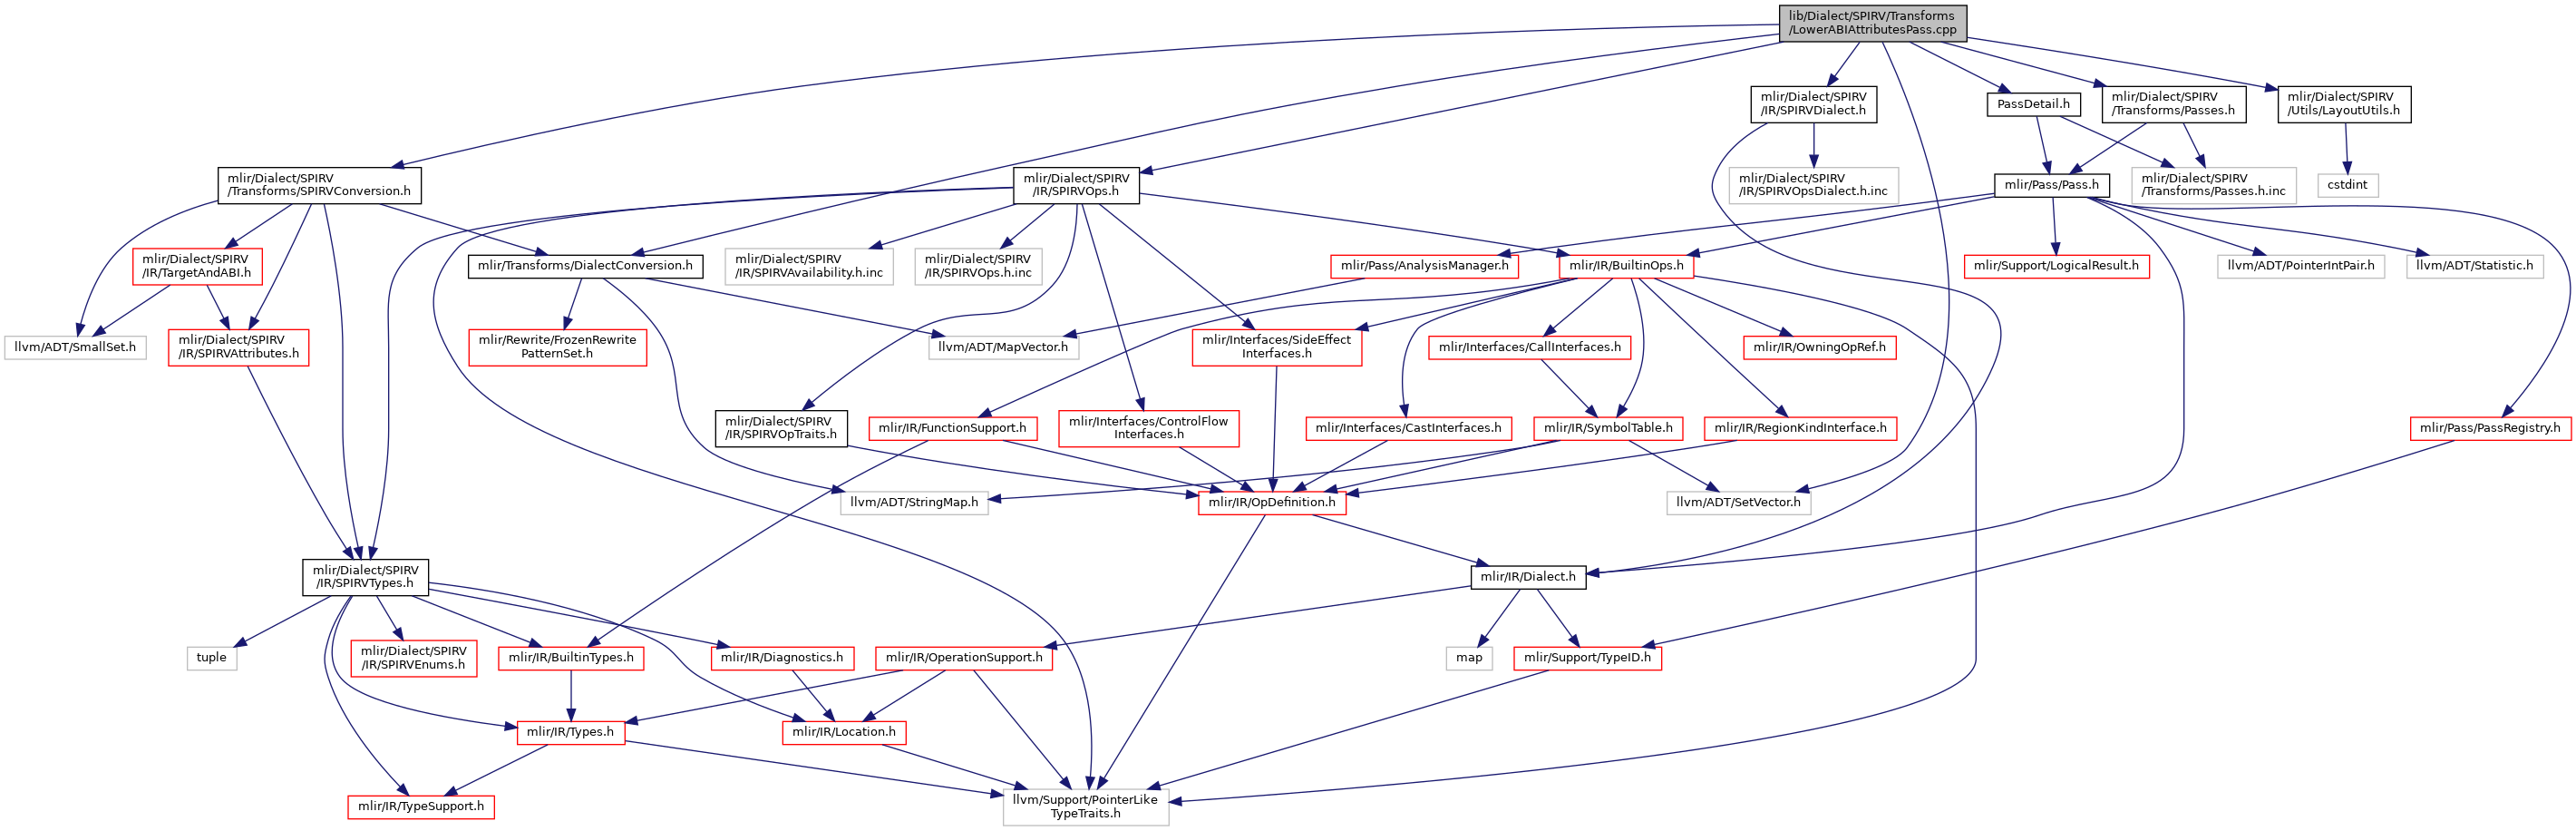 lib/Dialect/SPIRV/Transforms
/LowerABIAttributesPass.cpp
mlir/Dialect/SPIRV
/IR/SPIRVDialect.h
PassDetail.h
mlir/Dialect/SPIRV
/Transforms/Passes.h
mlir/Dialect/SPIRV
/Utils/LayoutUtils.h
mlir/Dialect/SPIRV
/Transforms/SPIRVConversion.h
mlir/Dialect/SPIRV
/IR/SPIRVOps.h
mlir/Dialect/SPIRV
/IR/SPIRVOpsDialect.h.inc
mlir/Pass/Pass.h
mlir/Dialect/SPIRV
/Transforms/Passes.h.inc
cstdint
mlir/Dialect/SPIRV
/IR/TargetAndABI.h
mlir/Transforms/DialectConversion.h
mlir/Dialect/SPIRV
/IR/SPIRVAvailability.h.inc
mlir/Dialect/SPIRV
/IR/SPIRVOps.h.inc
mlir/Pass/AnalysisManager.h
mlir/IR/BuiltinOps.h
mlir/Support/LogicalResult.h
llvm/ADT/PointerIntPair.h
llvm/ADT/Statistic.h
llvm/ADT/SmallSet.h
mlir/Dialect/SPIRV
/IR/SPIRVAttributes.h
mlir/Rewrite/FrozenRewrite
PatternSet.h
llvm/ADT/MapVector.h
mlir/Interfaces/SideEffect
Interfaces.h
mlir/Interfaces/CallInterfaces.h
mlir/IR/OwningOpRef.h
mlir/Dialect/SPIRV
/IR/SPIRVOpTraits.h
mlir/IR/FunctionSupport.h
mlir/Interfaces/ControlFlow
Interfaces.h
mlir/Interfaces/CastInterfaces.h
mlir/IR/SymbolTable.h
mlir/IR/RegionKindInterface.h
mlir/Pass/PassRegistry.h
llvm/ADT/StringMap.h
mlir/IR/OpDefinition.h
llvm/ADT/SetVector.h
mlir/Dialect/SPIRV
/IR/SPIRVTypes.h
mlir/IR/Dialect.h
tuple
mlir/Dialect/SPIRV
/IR/SPIRVEnums.h
mlir/IR/BuiltinTypes.h
mlir/IR/Diagnostics.h
mlir/IR/OperationSupport.h
map
mlir/Support/TypeID.h
mlir/IR/Types.h
mlir/IR/Location.h
mlir/IR/TypeSupport.h
llvm/Support/PointerLike
TypeTraits.h